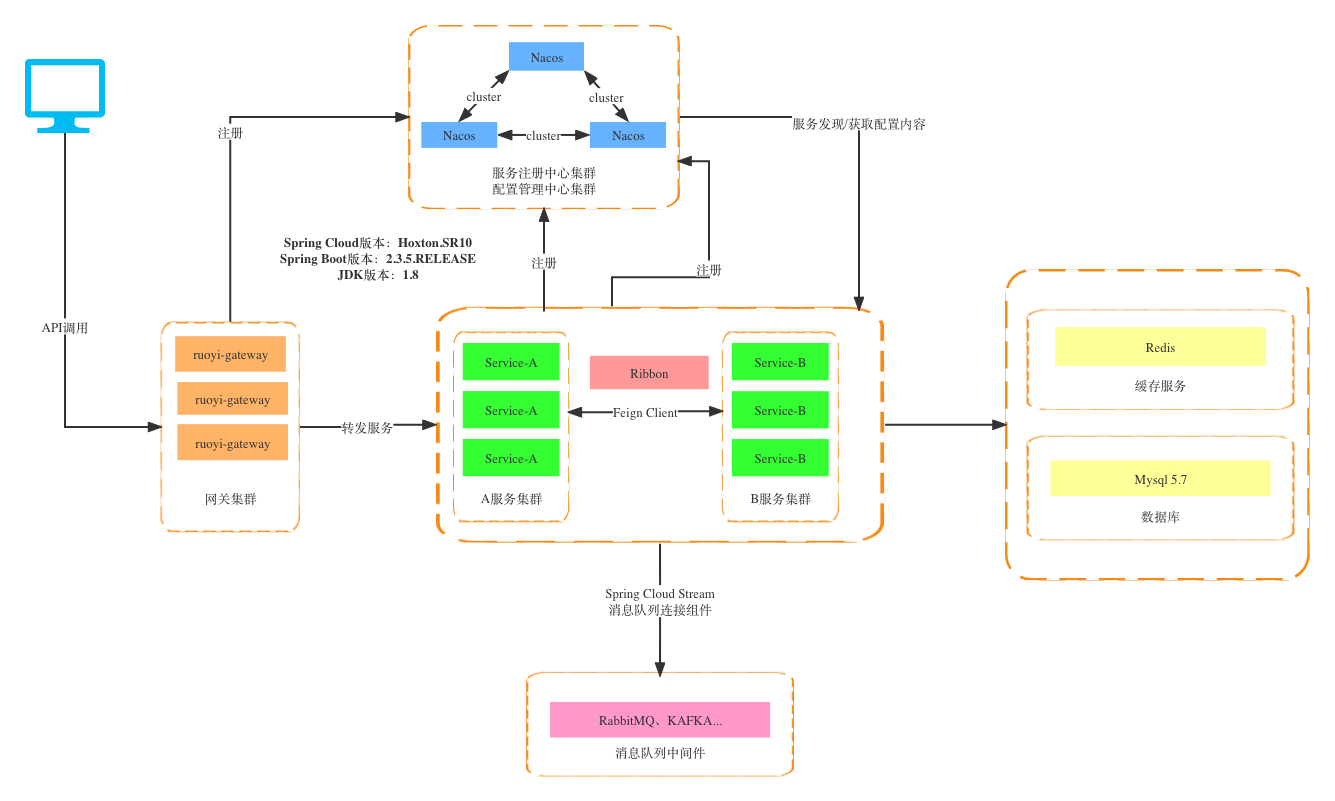 Nacos
cluster
cluster
Nacos
cluster
Nacos
服务注册中心集群
配置管理中心集群
注册
服务发现/获取配置内容
Spring Cloud版本：Hoxton.SR10
Spring Boot版本：2.3.5.RELEASE
JDK版本：1.8
注册
注册
API调用
ruoyi-gateway
ruoyi-gateway
ruoyi-gateway
网关集群
转发服务
Service-A
Service-A
Service-A
A服务集群
Ribbon
Feign Client
Service-B
Service-B
Service-B
B服务集群
Redis
缓存服务
Mysql 5.7
数据库
Spring Cloud Stream
消息队列连接组件
RabbitMQ、KAFKA...
消息队列中间件